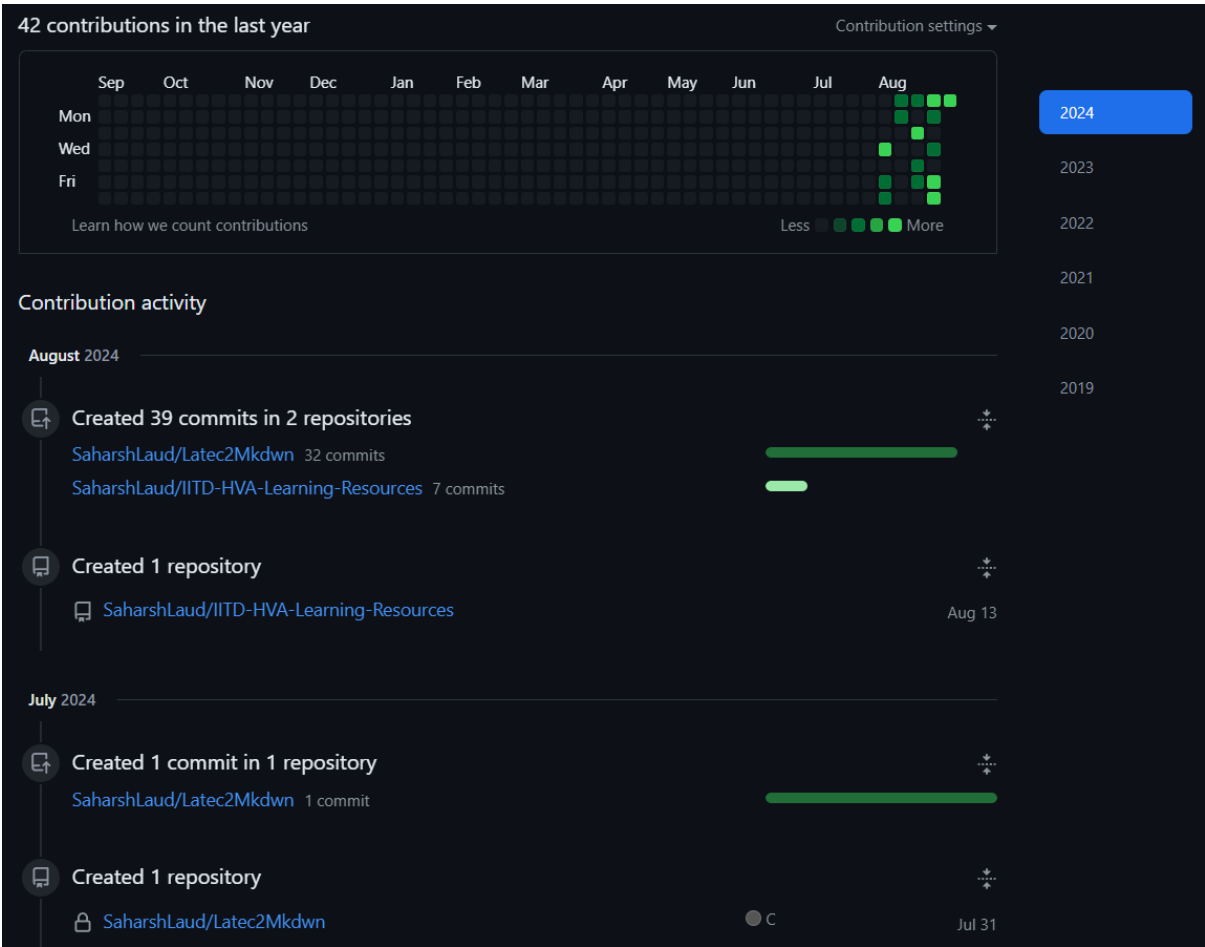 42 contributions in the last year
Contribution settings
Sep Oct Nov Dec Jan Feb Mar Apr May Jun Jul Aug
Mon
Wed
Fri
Learn how we count contributions
Less More
2024
2023
2022
2021
2020
2019
Contribution activity
August 2024
Created 39 commits in 2 repositories
SaharshLaud/Latec2Mkdwn 32 commits
SaharshLaud/IITD-HVA-Learning-Resources 7 commits
Created 1 repository
SaharshLaud/IITD-HVA-Learning-Resources Aug 13
July 2024
Created 1 commit in 1 repository
SaharshLaud/Latec2Mkdwn 1 commit
Created 1 repository
SaharshLaud/Latec2Mkdwn C Jul 31